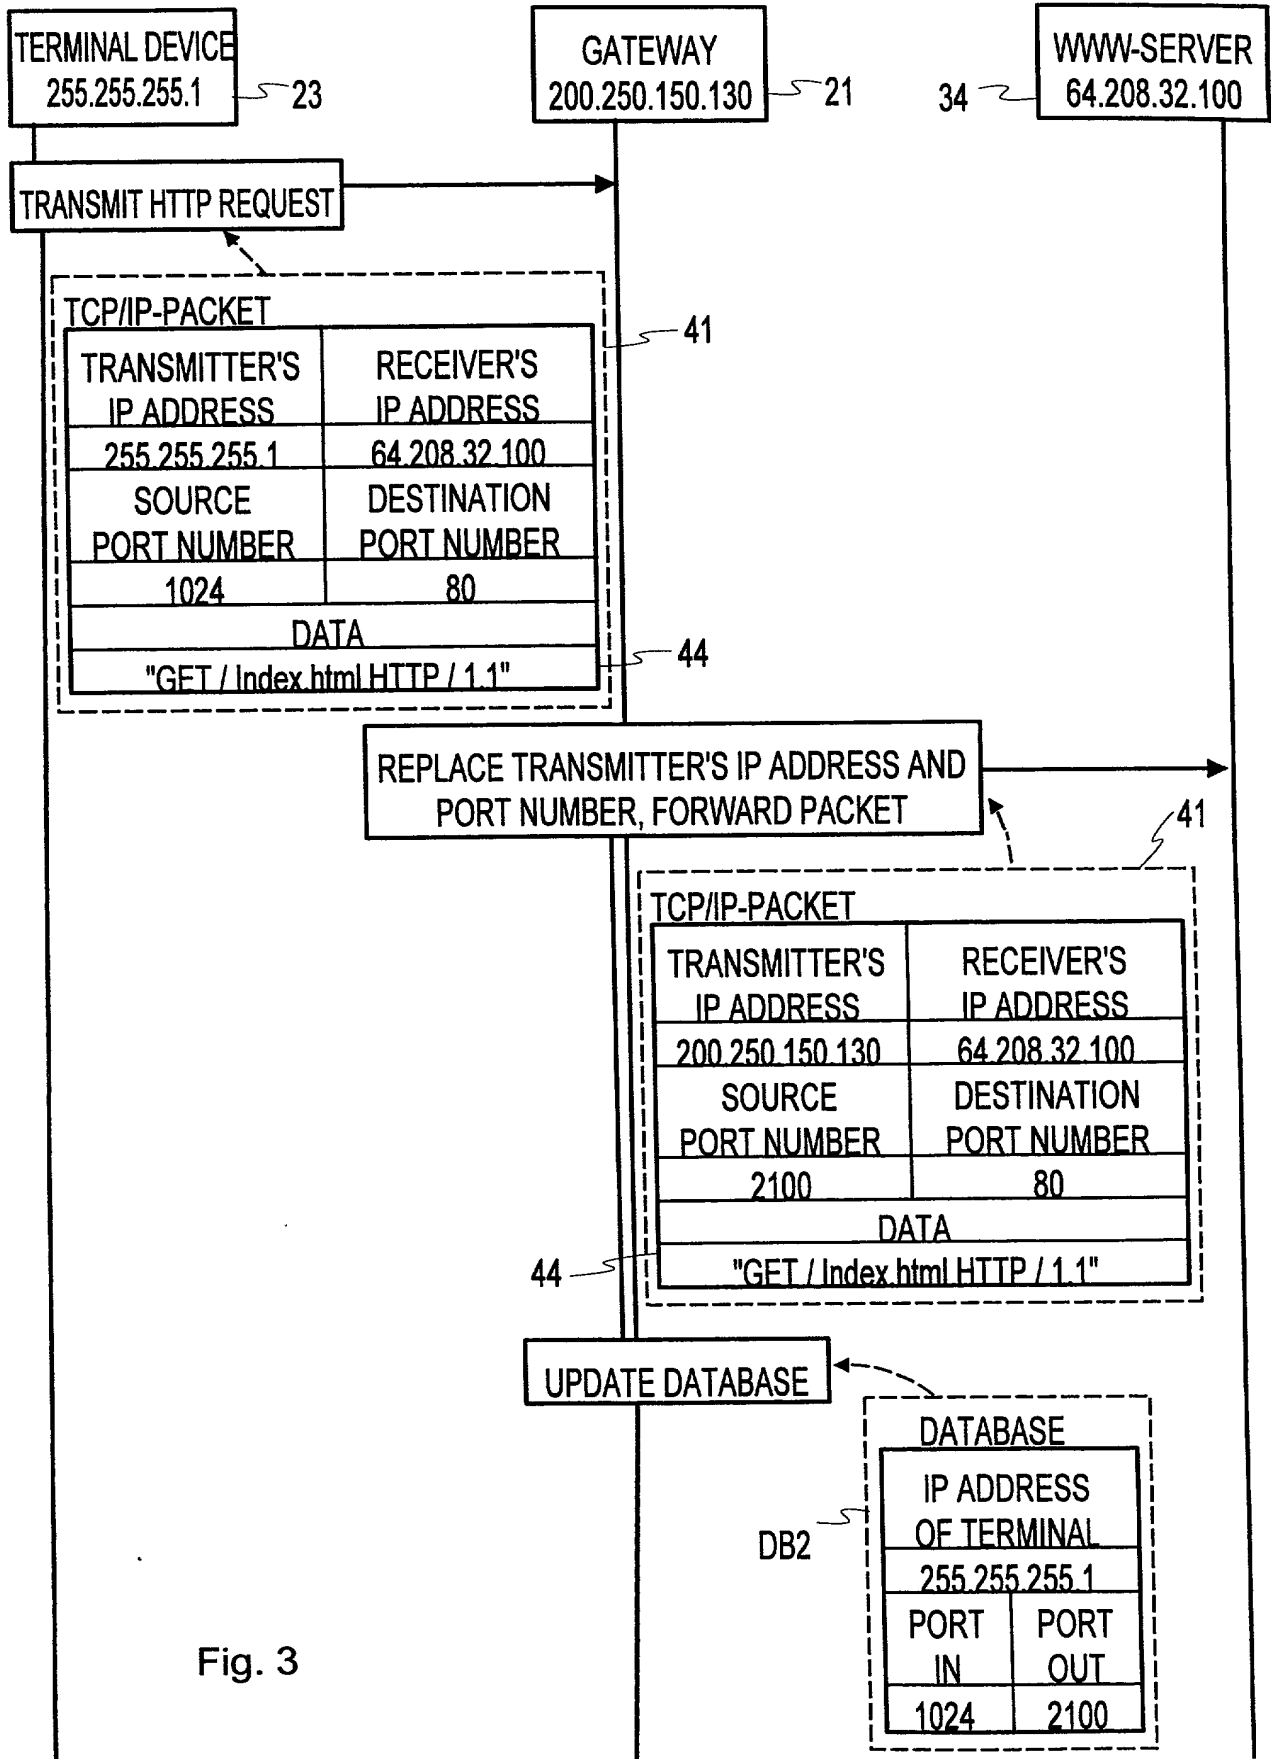 TERMINAL DEVICE
255.255.255.1
23
GATEWAY
200.250.150.130
21
34
WWW-SERVER
64.208.32.100
TRANSMIT HTTP REQUEST
TCP/IP-PACKET
41
TRANSMITTER'S
IP ADDRESS
RECEIVER'S
IP ADDRESS
255.255.255.1
64.208.32.100
SOURCE
PORT NUMBER
DESTINATION
PORT NUMBER
1024
80
DATA
44
"GET / Index.html HTTP / 1.1"
REPLACE TRANSMITTER'S IP ADDRESS AND
PORT NUMBER, FORWARD PACKET
41
TCP/IP-PACKET
TRANSMITTER'S
IP ADDRESS
RECEIVER'S
IP ADDRESS
200.250.150.130
64.208.32.100
SOURCE
PORT NUMBER
DESTINATION
PORT NUMBER
2100
80
DATA
44
"GET / Index.html HTTP / 1.1"
UPDATE DATABASE
DATABASE
IP ADDRESS
OF TERMINAL
DB2
255.255.255.1
PORT
IN
PORT
OUT
1024
2100
Fig. 3